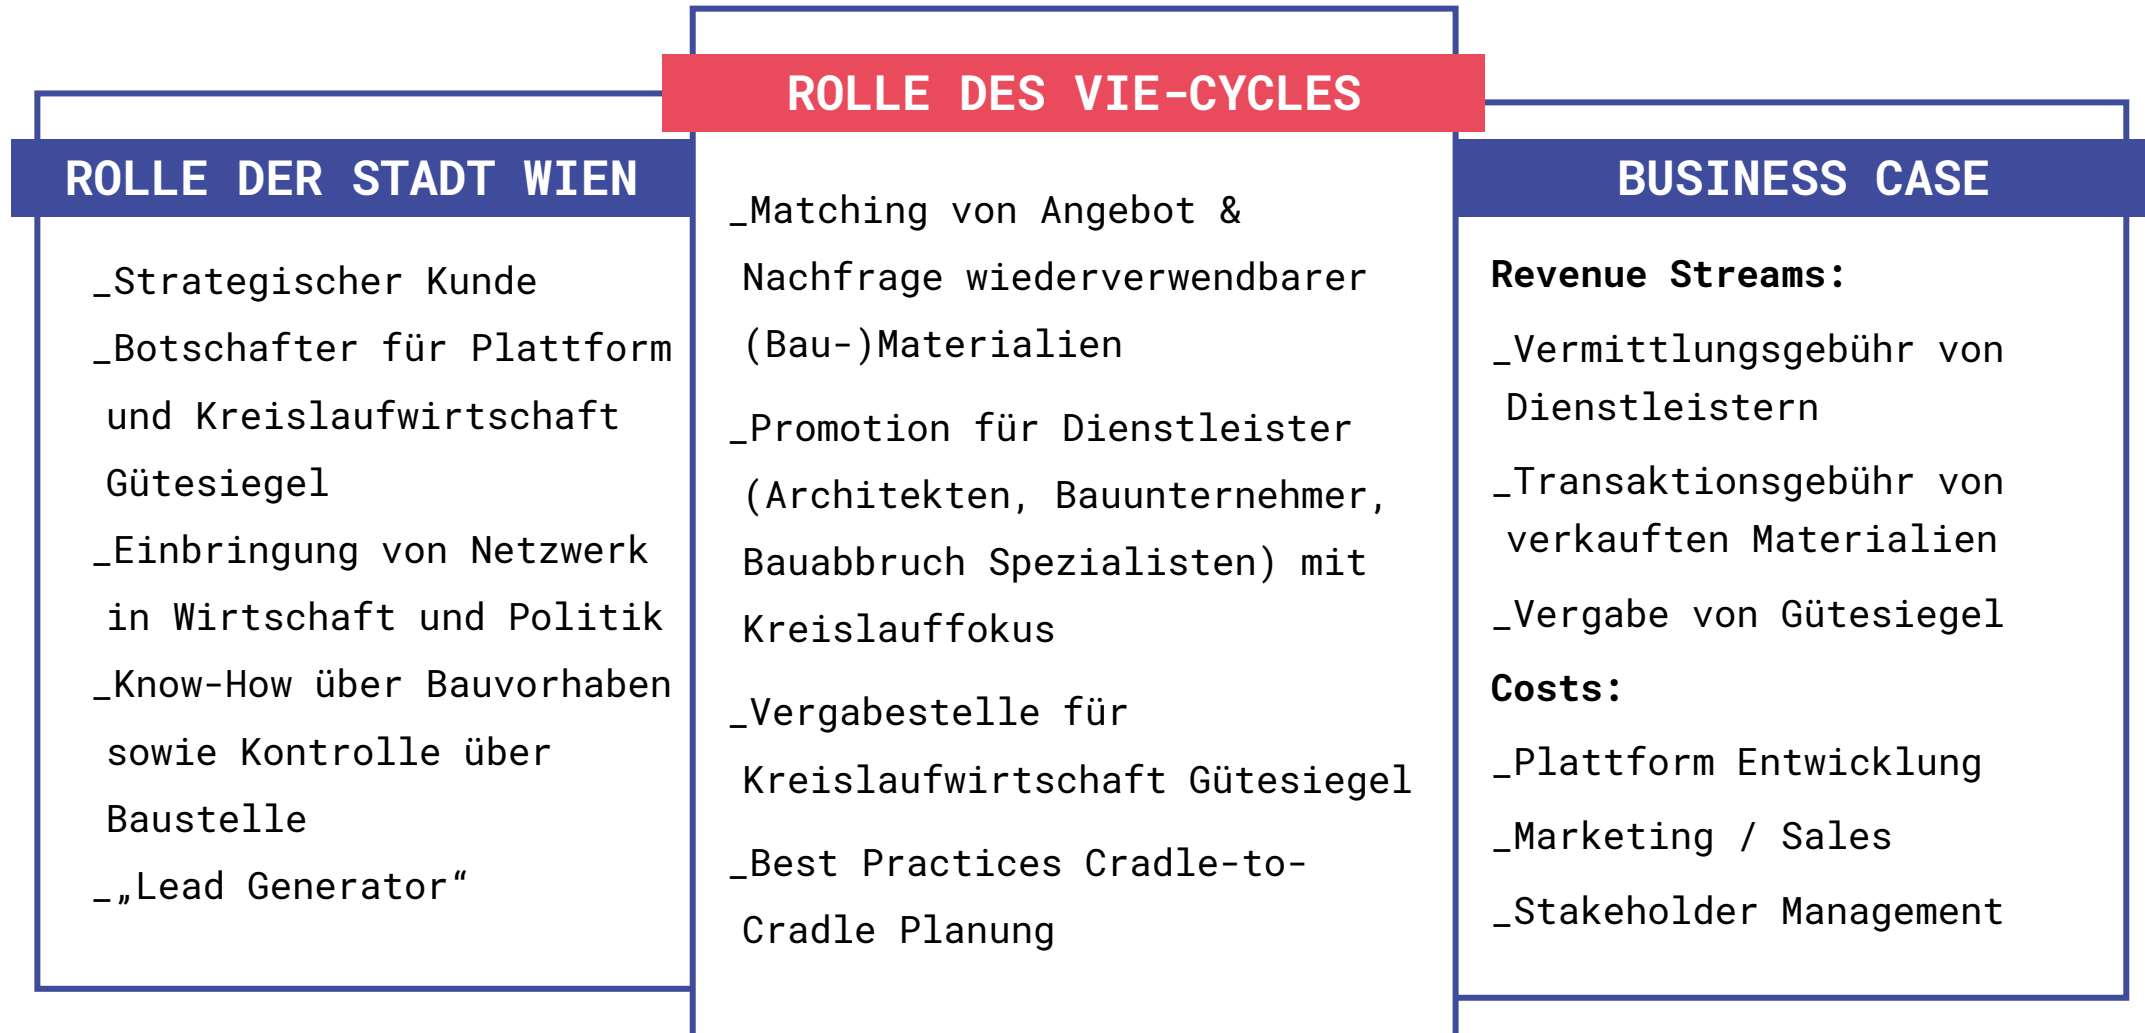 ROLLE DER STADT WIEN
_Strategischer Kunde
_Botschafter für Plattform
und Kreislaufwirtschaft
Gütesiegel
_Einbringung von Netzwerk
in Wirtschaft und Politik
_Know-How über Bauvorhaben
sowie Kontrolle über
Baustelle
_„Lead Generator“
ROLLE DES VIE-CYCLES
_Matching von Angebot &
Nachfrage wiederverwendbarer
(Bau-)Materialien
_Promotion für Dienstleister
(Architekten, Bauunternehmer,
Bauabbruch Spezialisten) mit
Kreislauffokus
_Vergabestelle für
Kreislaufwirtschaft Gütesiegel
_Best Practices Cradle-to-
Cradle Planung
BUSINESS CASE
Revenue Streams:
_Vermittlungsgebühr von
Dienstleistern
_Transaktionsgebühr von
verkauften Materialien
_Vergabe von Gütesiegel
Costs:
_Plattform Entwicklung
_Marketing / Sales
_Stakeholder Management